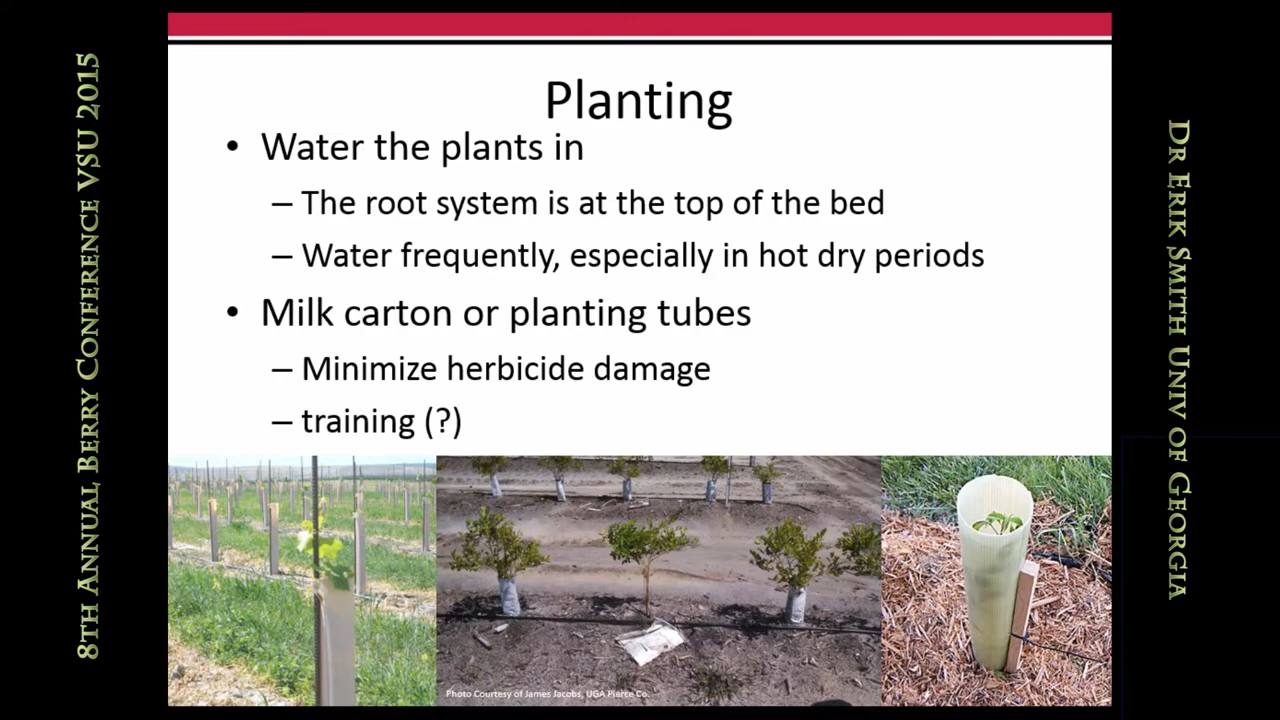 8TH ANNUAL BERRY CONFERENCE VSU 2015
Planting
• Water the plants in
– The root system is at the top of the bed
– Water frequently, especially in hot dry periods
• Milk carton or planting tubes
– Minimize herbicide damage
– training (?)
Photo Courtesy of James Jacobs, UGA Pierce Co.
DR ERIK SMITH UNIV OF GEORGIA